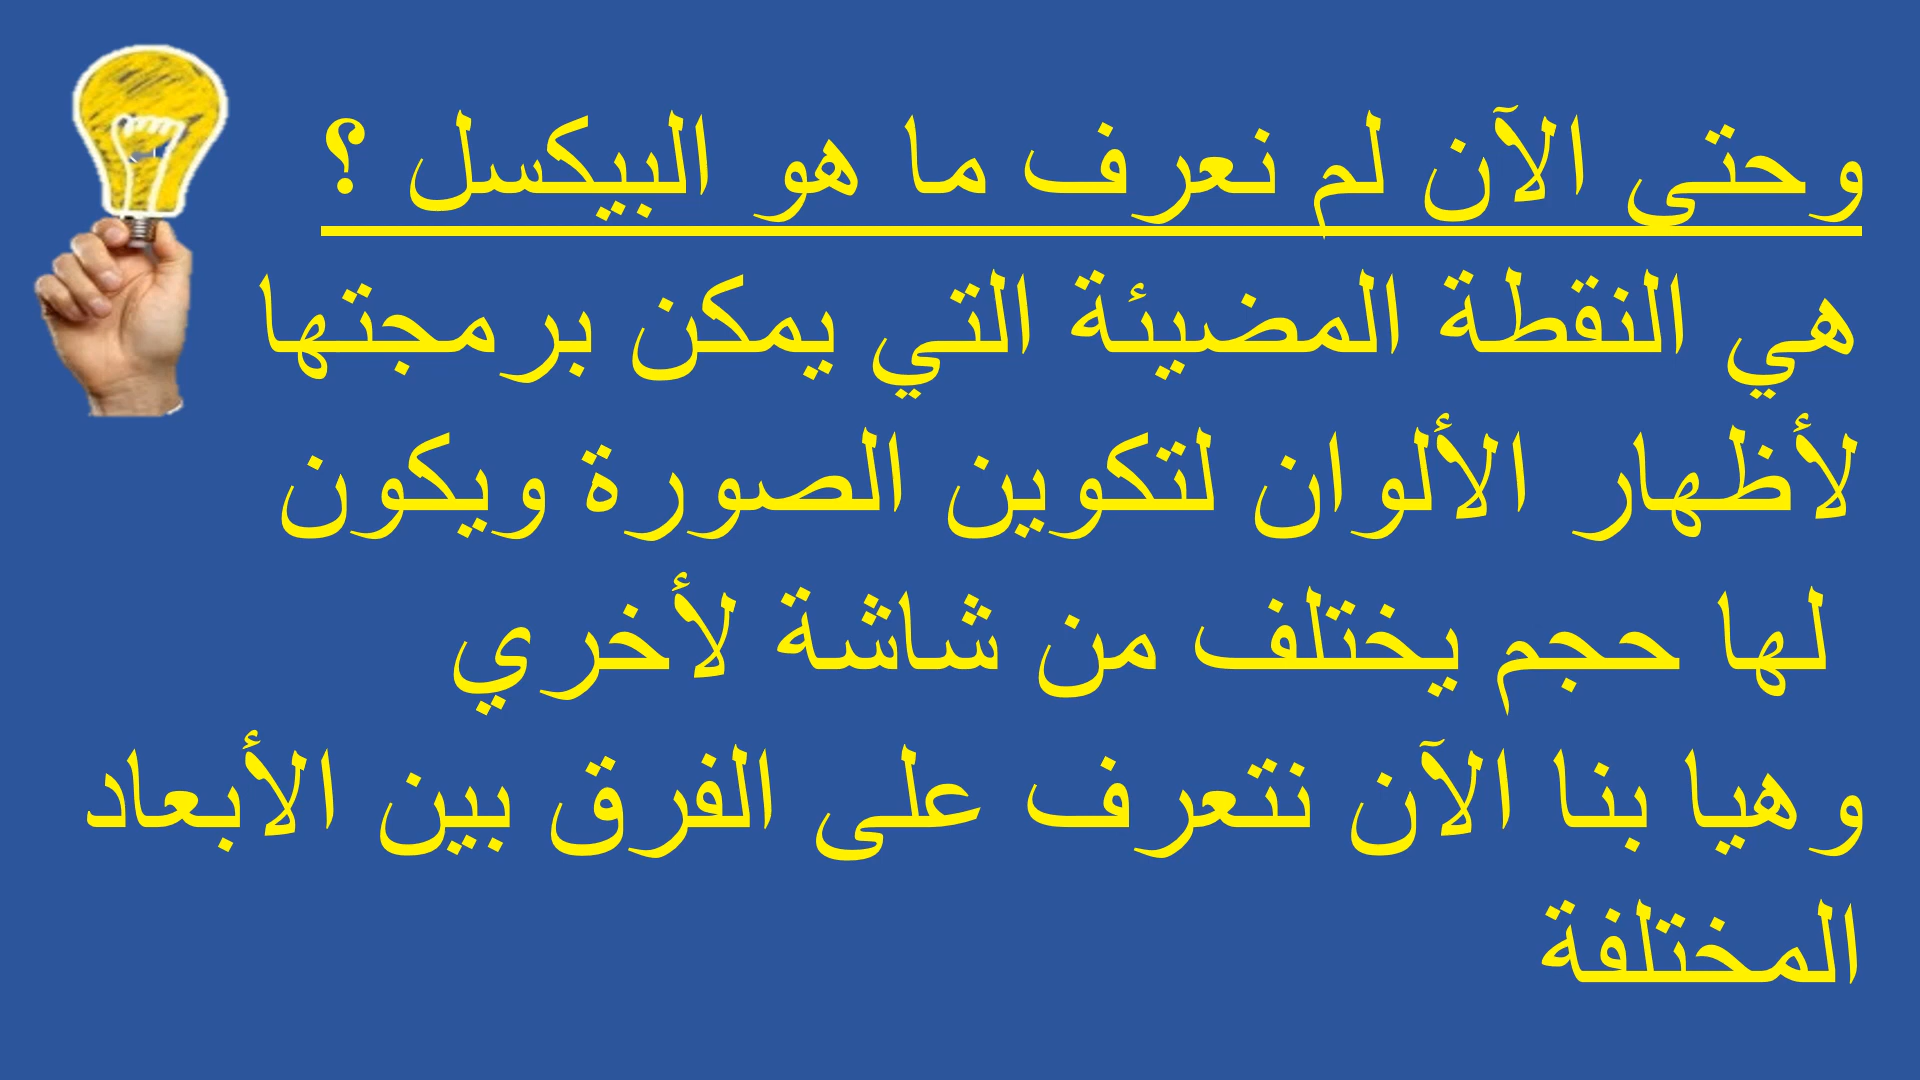 وحتى الآن لم نعرف ما هو البيكسل ؟
هي النقطة المضيئة التي يمكن برمجتها
لأظهار الألوان لتكوين الصورة ويكون
لها حجم يختلف من شاشة لأخري
وهيا بنا الآن نتعرف على الفرق بين الأبعاد
المختلفة